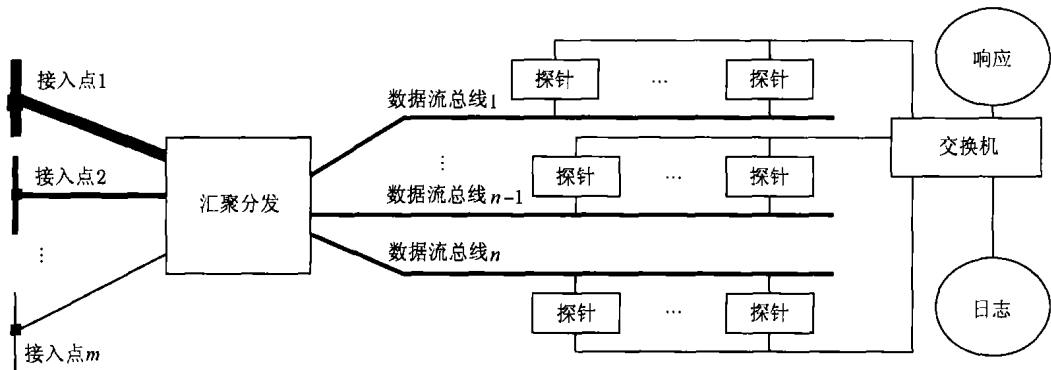 接入点1
接入点2
⋮
接入点m
汇聚分发
数据流总线1
⋮
数据流总线n-1
数据流总线n
探针 … 探针
探针 … 探针
探针 … 探针
响应
交换机
日志